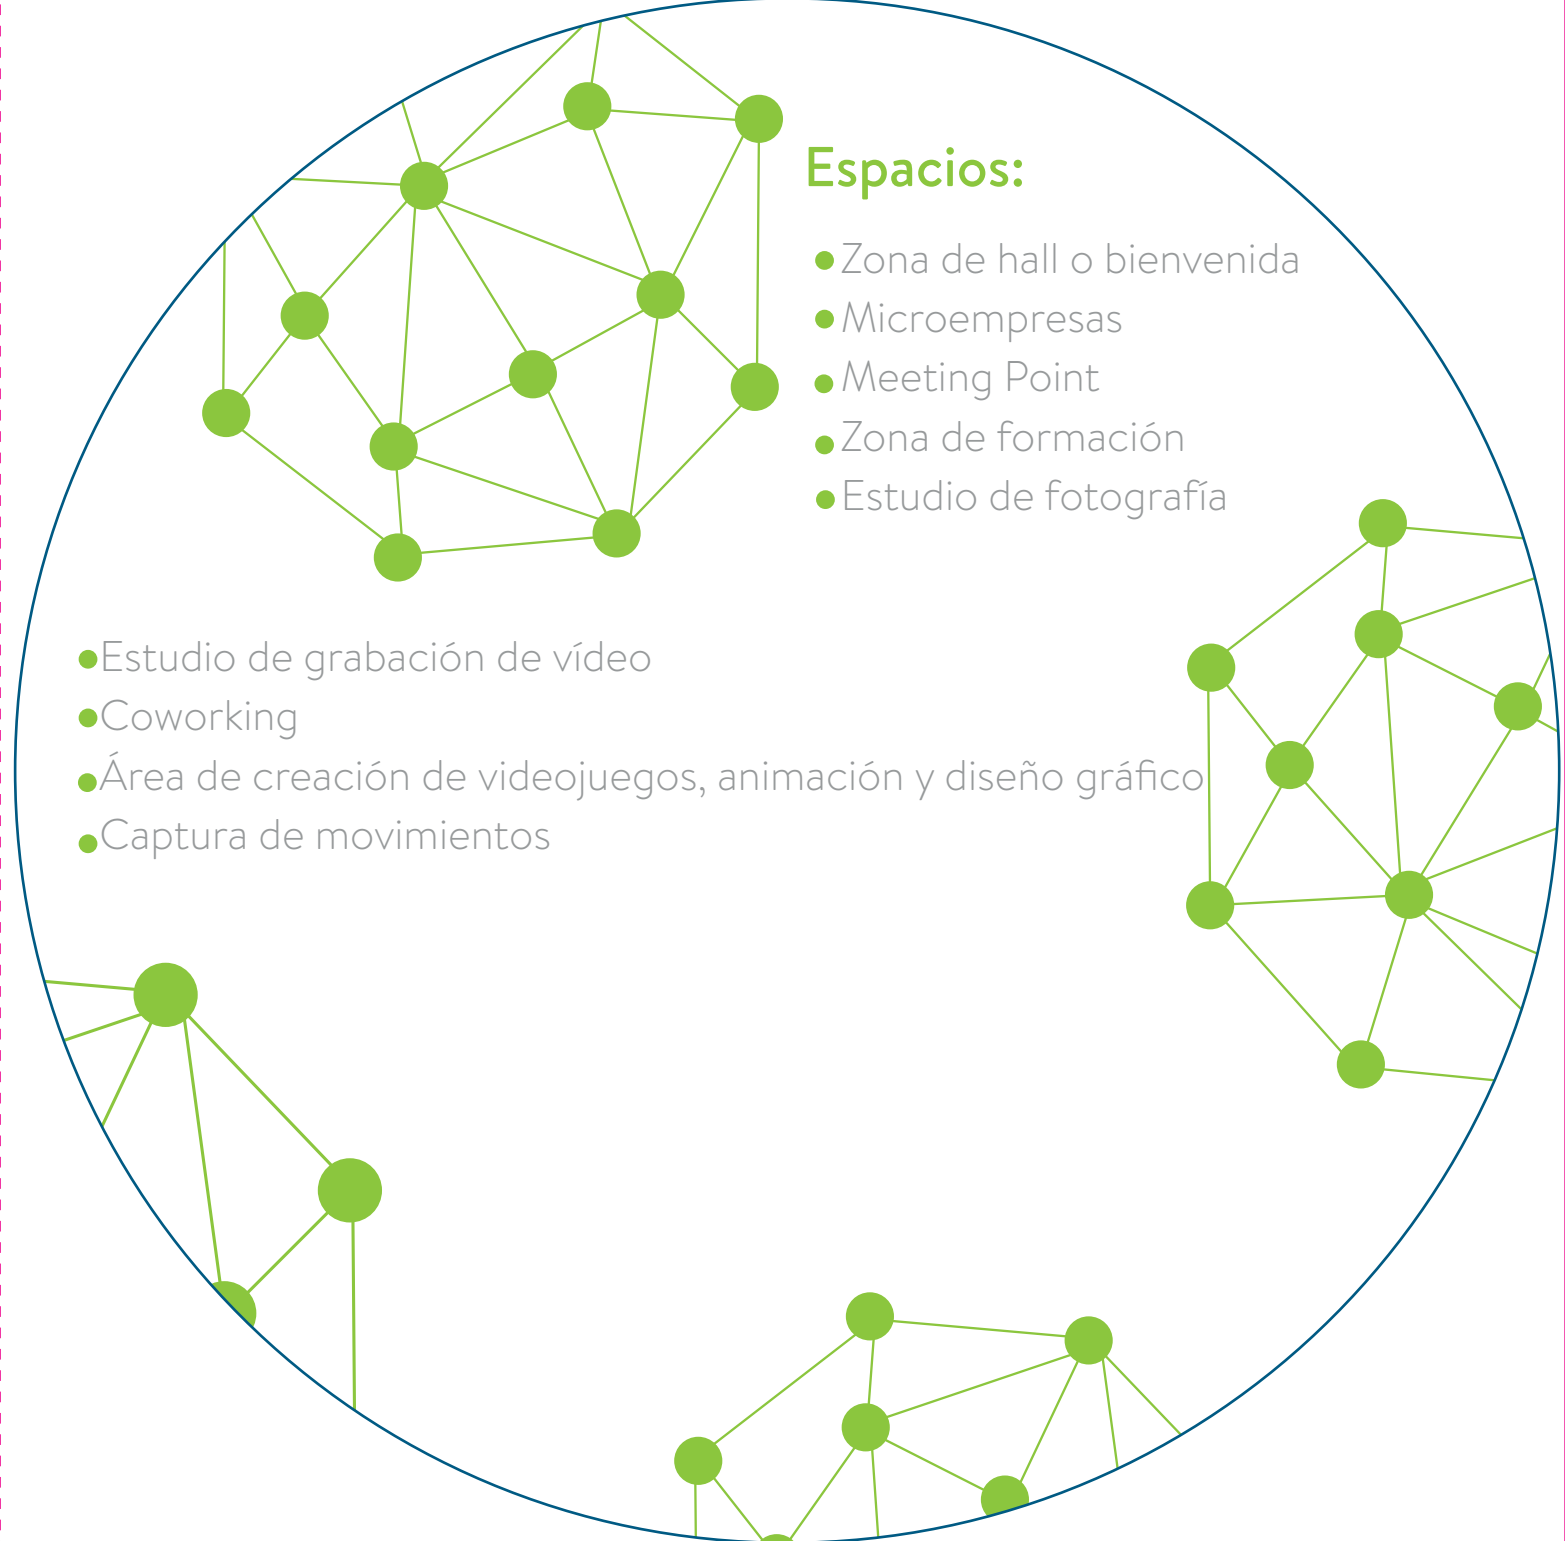 Espacios:
Zona de hall o bienvenida
Microempresas
Meeting Point
Zona de formación
Estudio de fotografía
Estudio de grabación de vídeo
Coworking
Área de creación de videojuegos, animación y diseño gráfico
Captura de movimientos